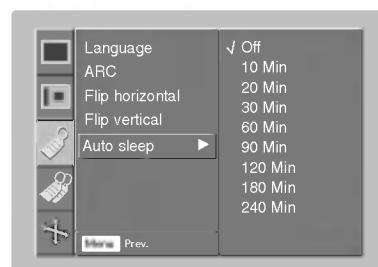 Language
ARC
Flip horizontal
Flip vertical
Auto sleep ▶
√ Off
10 Min
20 Min
30 Min
60 Min
90 Min
120 Min
180 Min
240 Min
Menu Prev.